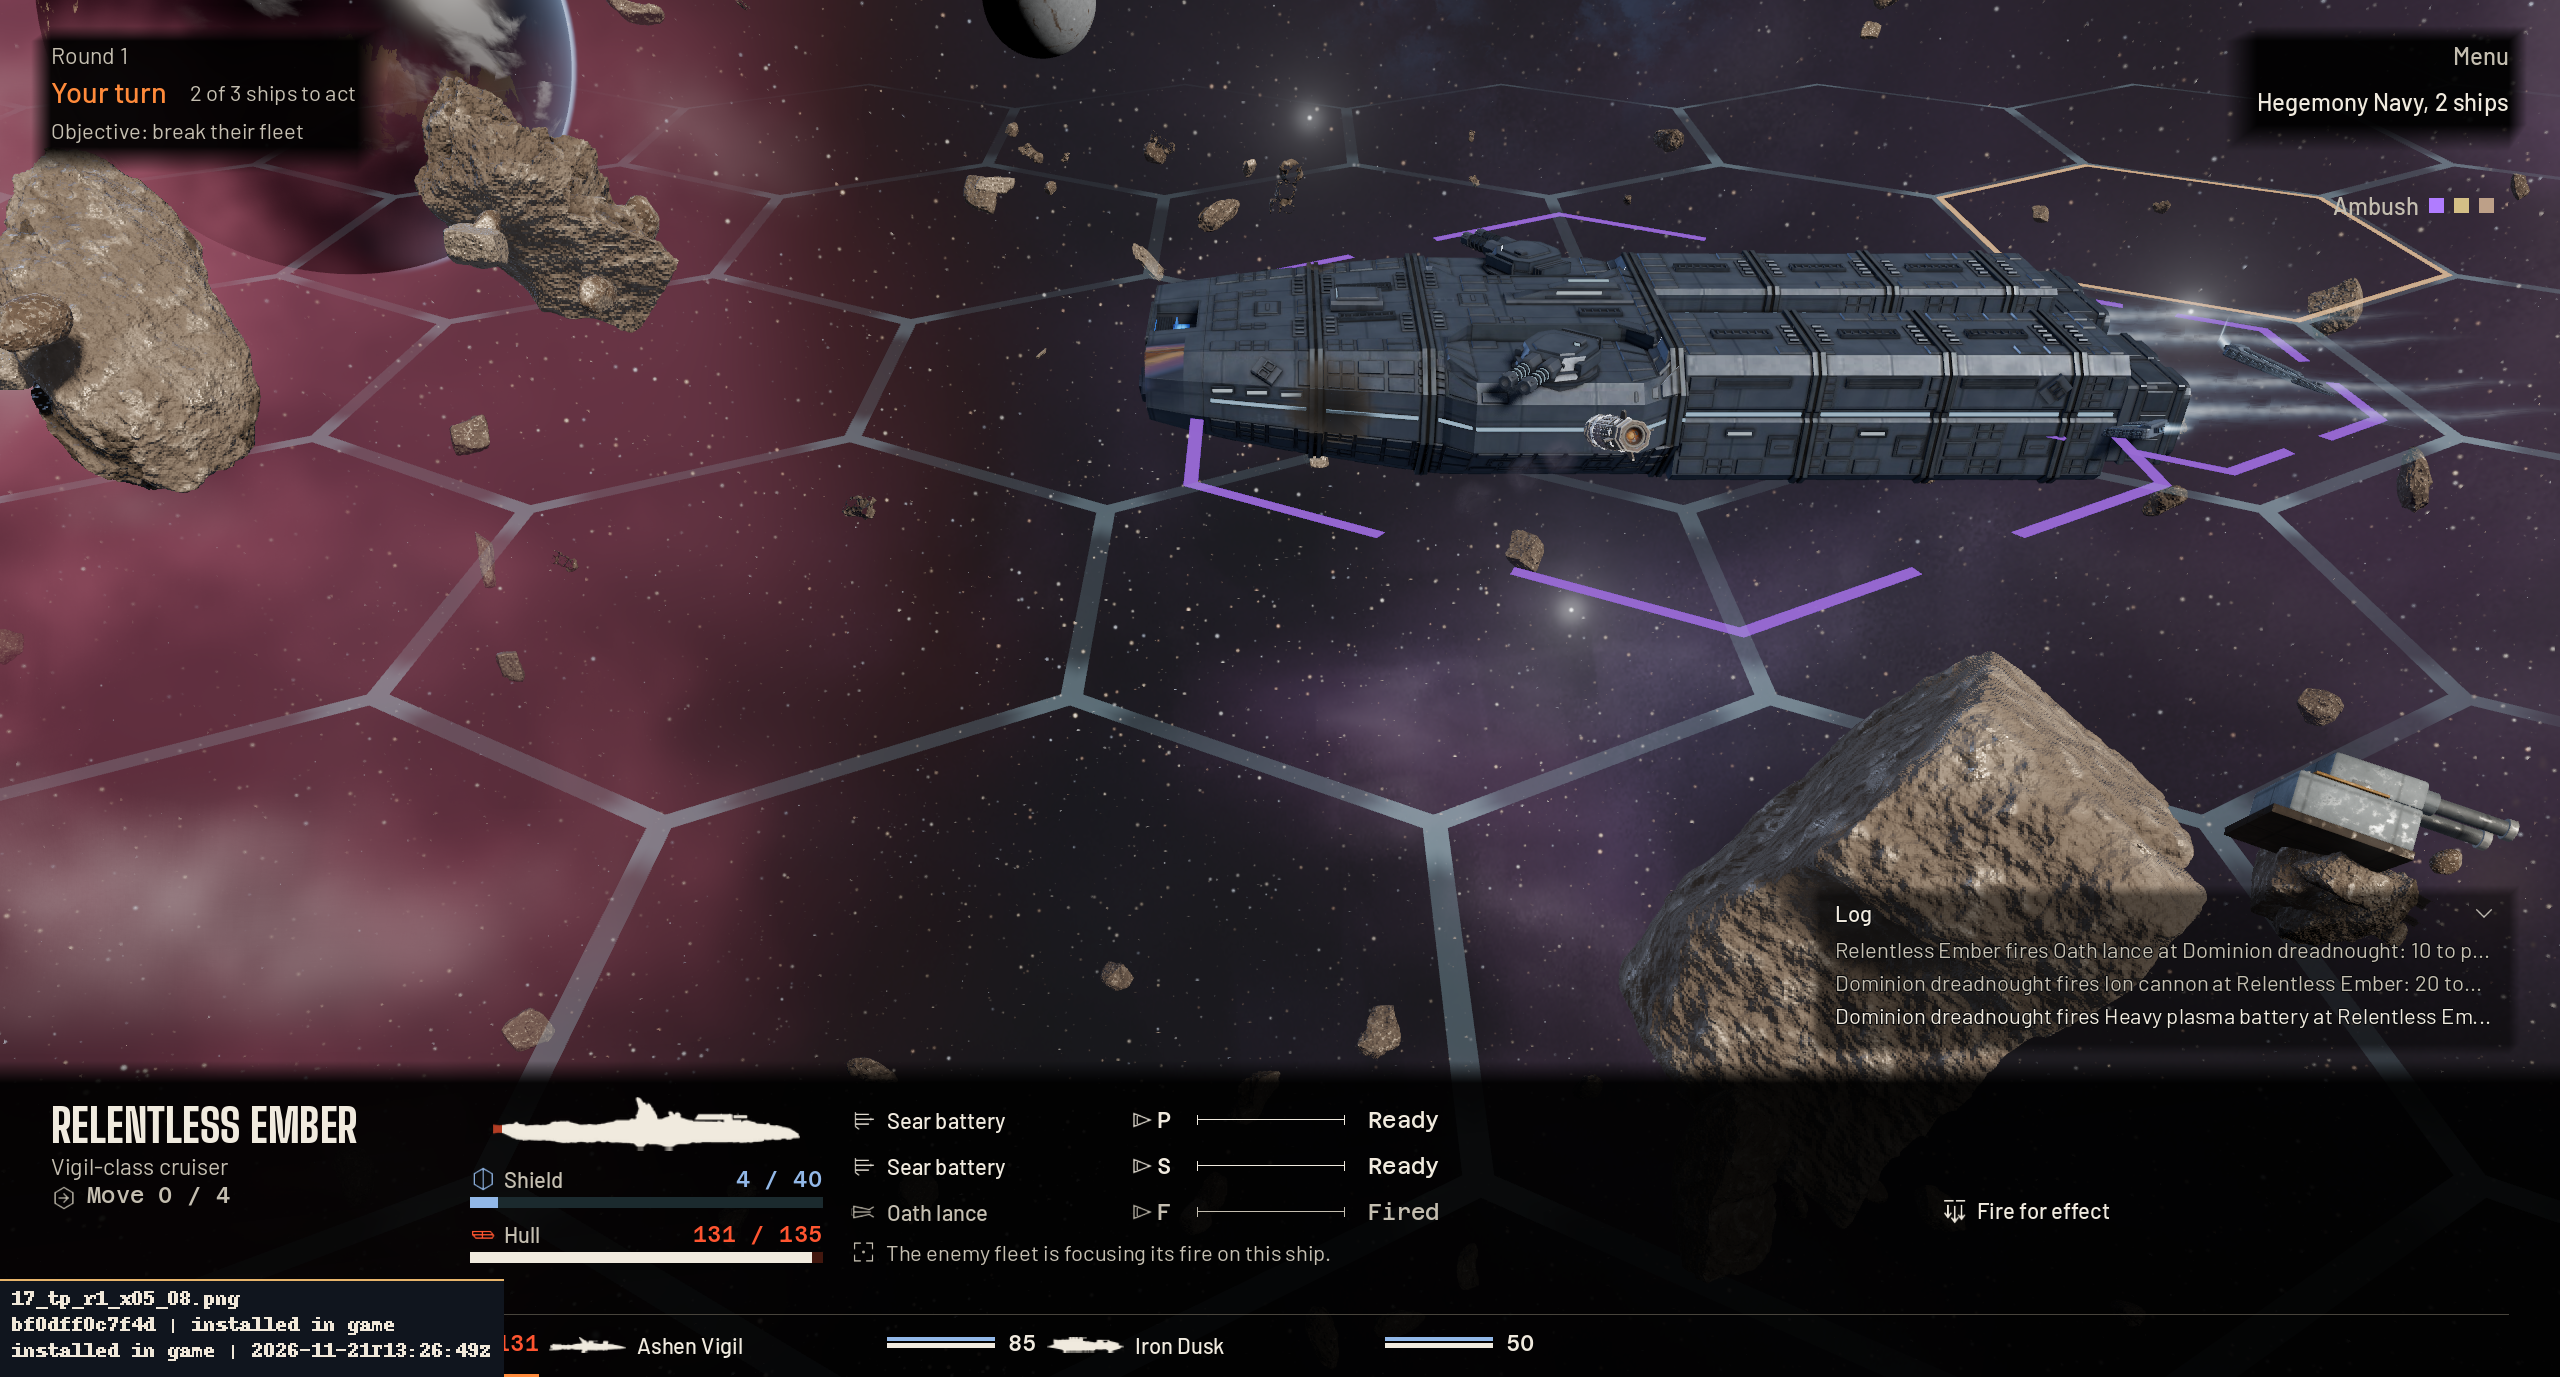 Round 1
Your turn 2 of 3 ships to act
Objective: break their fleet
Menu
Hegemony Navy, 2 ships
Ambush
Log
Relentless Ember fires Oath lance at Dominion dreadnought: 10 to p...
Dominion dreadnought fires Ion cannon at Relentless Ember: 20 to...
Dominion dreadnought fires Heavy plasma battery at Relentless Em...
RELENTLESS EMBER
Vigil-class cruiser
Move 0 / 4
Shield 4 / 40
Hull 131 / 135
Sear battery P Ready
Sear battery S Ready
Oath lance F Fired
The enemy fleet is focusing its fire on this ship.
Fire for effect
17_tp_r1_x05_08.png
bf0dff0c7f4d | installed in game
installed in game | 2026-11-21T13:26:49Z
131 Ashen Vigil 85 Iron Dusk 50